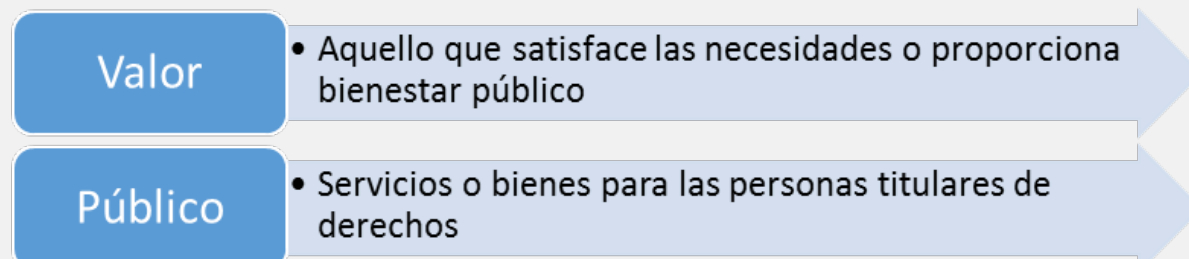 Valor
• Aquello que satisface las necesidades o proporciona
bienestar público
Público
• Servicios o bienes para las personas titulares de
derechos